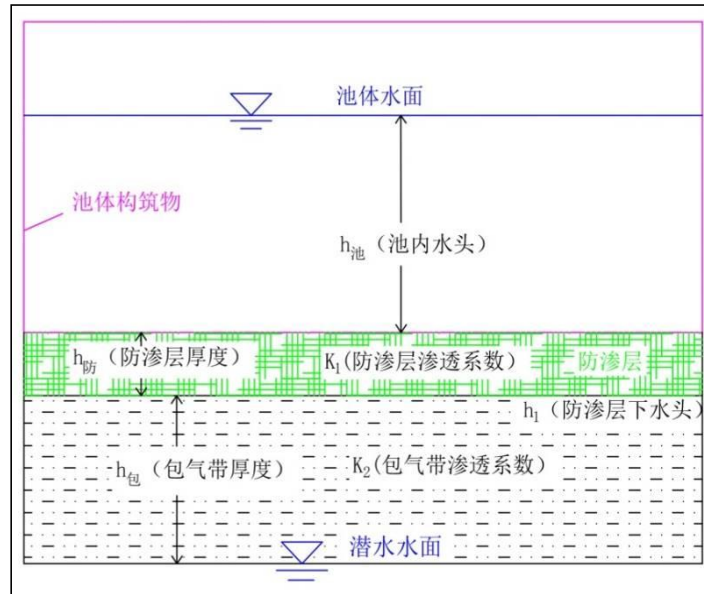 池体水面
池体构筑物
h池（池内水头）
h防（防渗层厚度）
K1(防渗层渗透系数）
防渗层
h1（防渗层下水头）
h包（包气带厚度）
K2(包气带渗透系数）
潜水水面